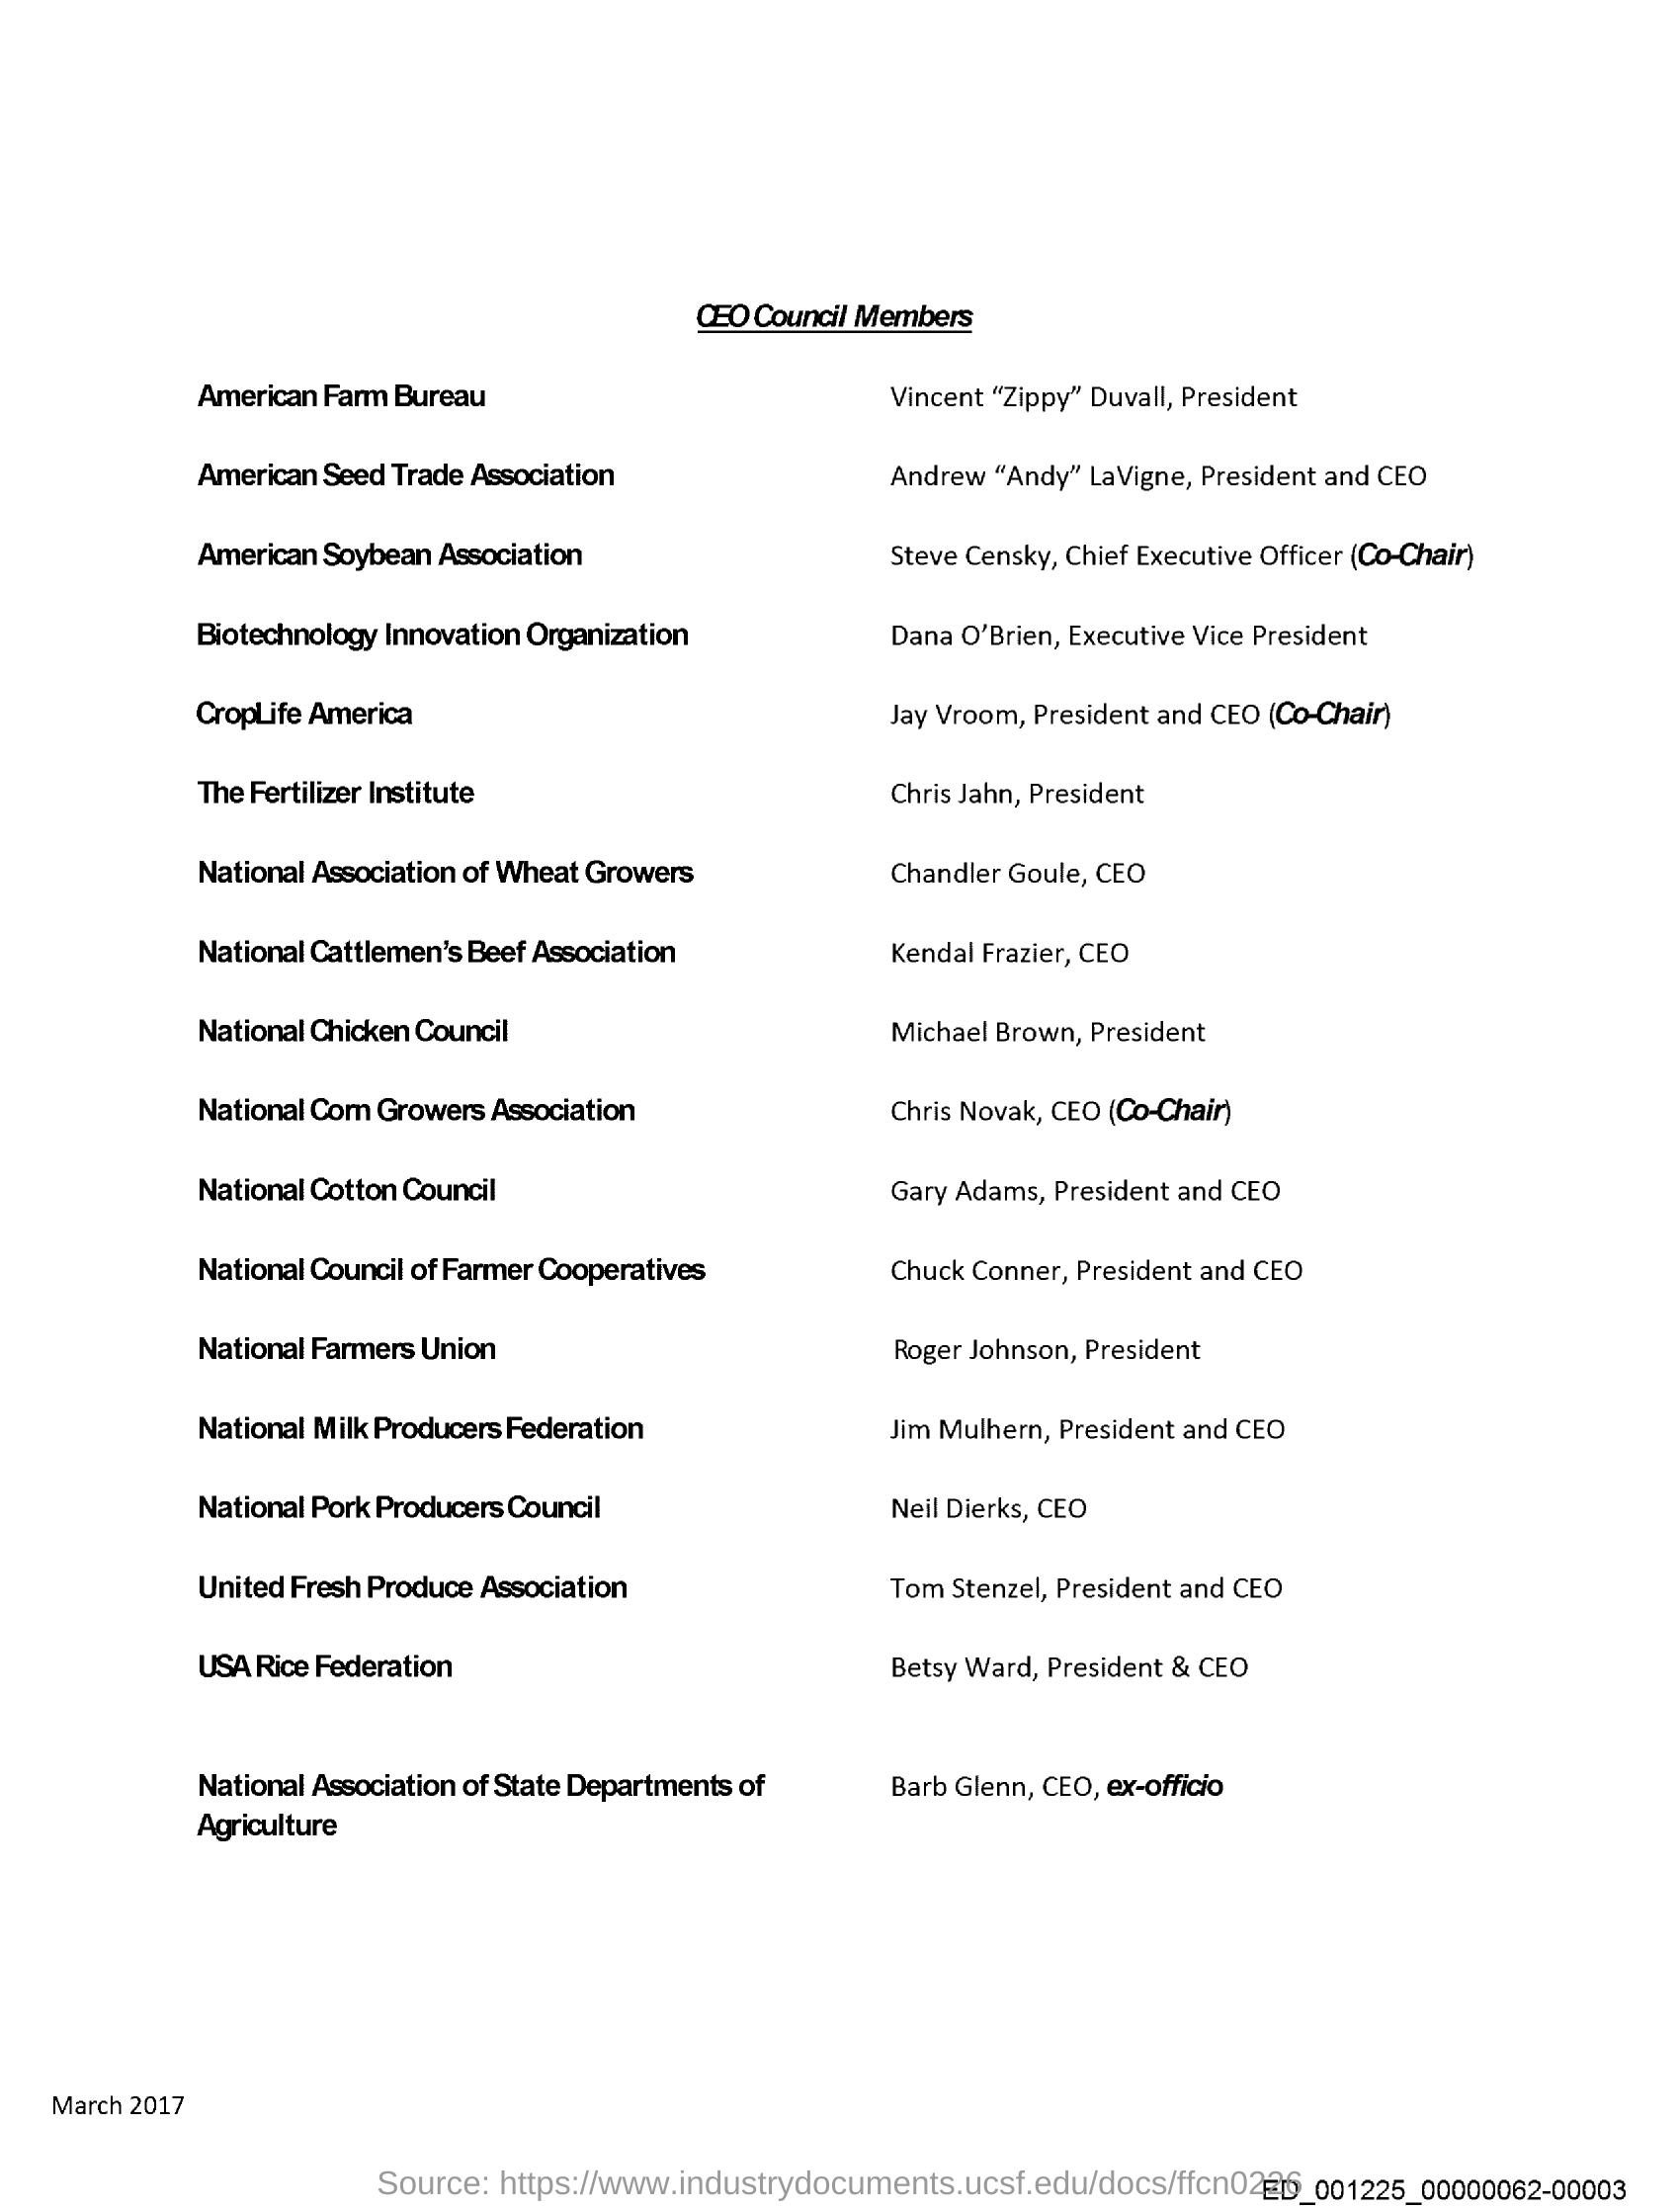 CEO Council Members
American Farm Bureau Vincent “Zippy” Duvall, President
American Seed Trade Association Andrew “Andy” LaVigne, President and CEO
American Soybean Association Steve Censky, Chief Executive Officer (Co-Chair)
Biotechnology Innovation Organization Dana O’Brien, Executive Vice President
CropLife America Jay Vroom, President and CEO (Co-Chair)
The Fertilizer Institute Chris Jahn, President
National Association of Wheat Growers Chandler Goule, CEO
National Cattlemen’s Beef Association Kendal Frazier, CEO
National Chicken Council Michael Brown, President
National Corn Growers Association Chris Novak, CEO (Co-Chair)
National Cotton Council Gary Adams, President and CEO
National Council of Farmer Cooperatives Chuck Conner, President and CEO
National Farmers Union Roger Johnson, President
National Milk Producers Federation Jim Mulhern, President and CEO
National Pork Producers Council Neil Dierks, CEO
United Fresh Produce Association Tom Stenzel, President and CEO
USA Rice Federation Betsy Ward, President & CEO
National Association of State Departments of Barb Glenn, CEO, ex-officio
Agriculture
March 2017
Source: https://www.industrydocuments.ucsf.edu/docs/ffcn0226
ED_001225_00000062-00003